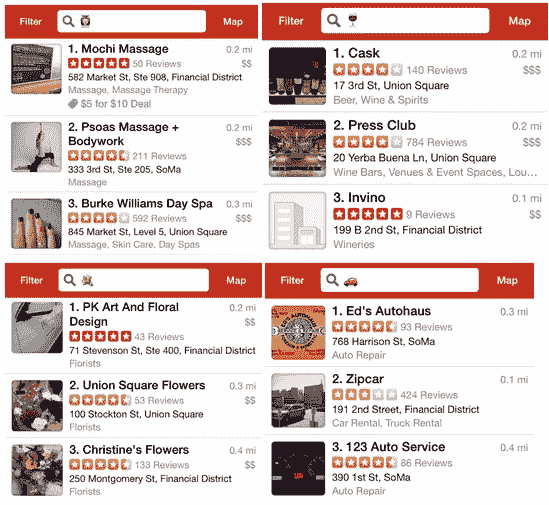 Filter
Map
1. Mochi Massage
0.2 mi
50 Reviews
$$
582 Market St, Ste 908, Financial District
Massage, Massage Therapy
$5 for $10 Deal
2. Psoas Massage +
Bodywork
0.2 mi
211 Reviews
$$$
333 3rd St, Ste 205, SoMa
Massage
3. Burke Williams Day Spa
0.3 mi
592 Reviews
$$$
845 Market St, Level 5, Union Square
Massage, Skin Care, Day Spas
Filter
Map
1. Cask
0.2 mi
140 Reviews
$$$
17 3rd St, Union Square
Beer, Wine & Spirits
2. Press Club
0.2 mi
784 Reviews
$$$
20 Yerba Buena Ln, Union Square
Wine Bars, Venues & Event Spaces, Lou…
3. Invino
0.1 mi
9 Reviews
$$
199 B 2nd St, Financial District
Wineries
Filter
Map
1. PK Art And Floral
Design
0.2 mi
43 Reviews
$$
71 Stevenson St, Ste 400, Financial District
Florists
2. Union Square Flowers
0.3 mi
53 Reviews
$$
100 Stockton St, Union Square
Florists
3. Christine's Flowers
0.4 mi
133 Reviews
$$
250 Montgomery St, Financial District
Florists
Filter
Map
1. Ed's Autohaus
0.3 mi
93 Reviews
768 Harrison St, SoMa
Auto Repair
2. Zipcar
0.1 mi
424 Reviews
191 2nd Street, Financial District
Car Rental, Truck Rental
3. 123 Auto Service
0.4 mi
86 Reviews
390 1st St, SoMa
Auto Repair